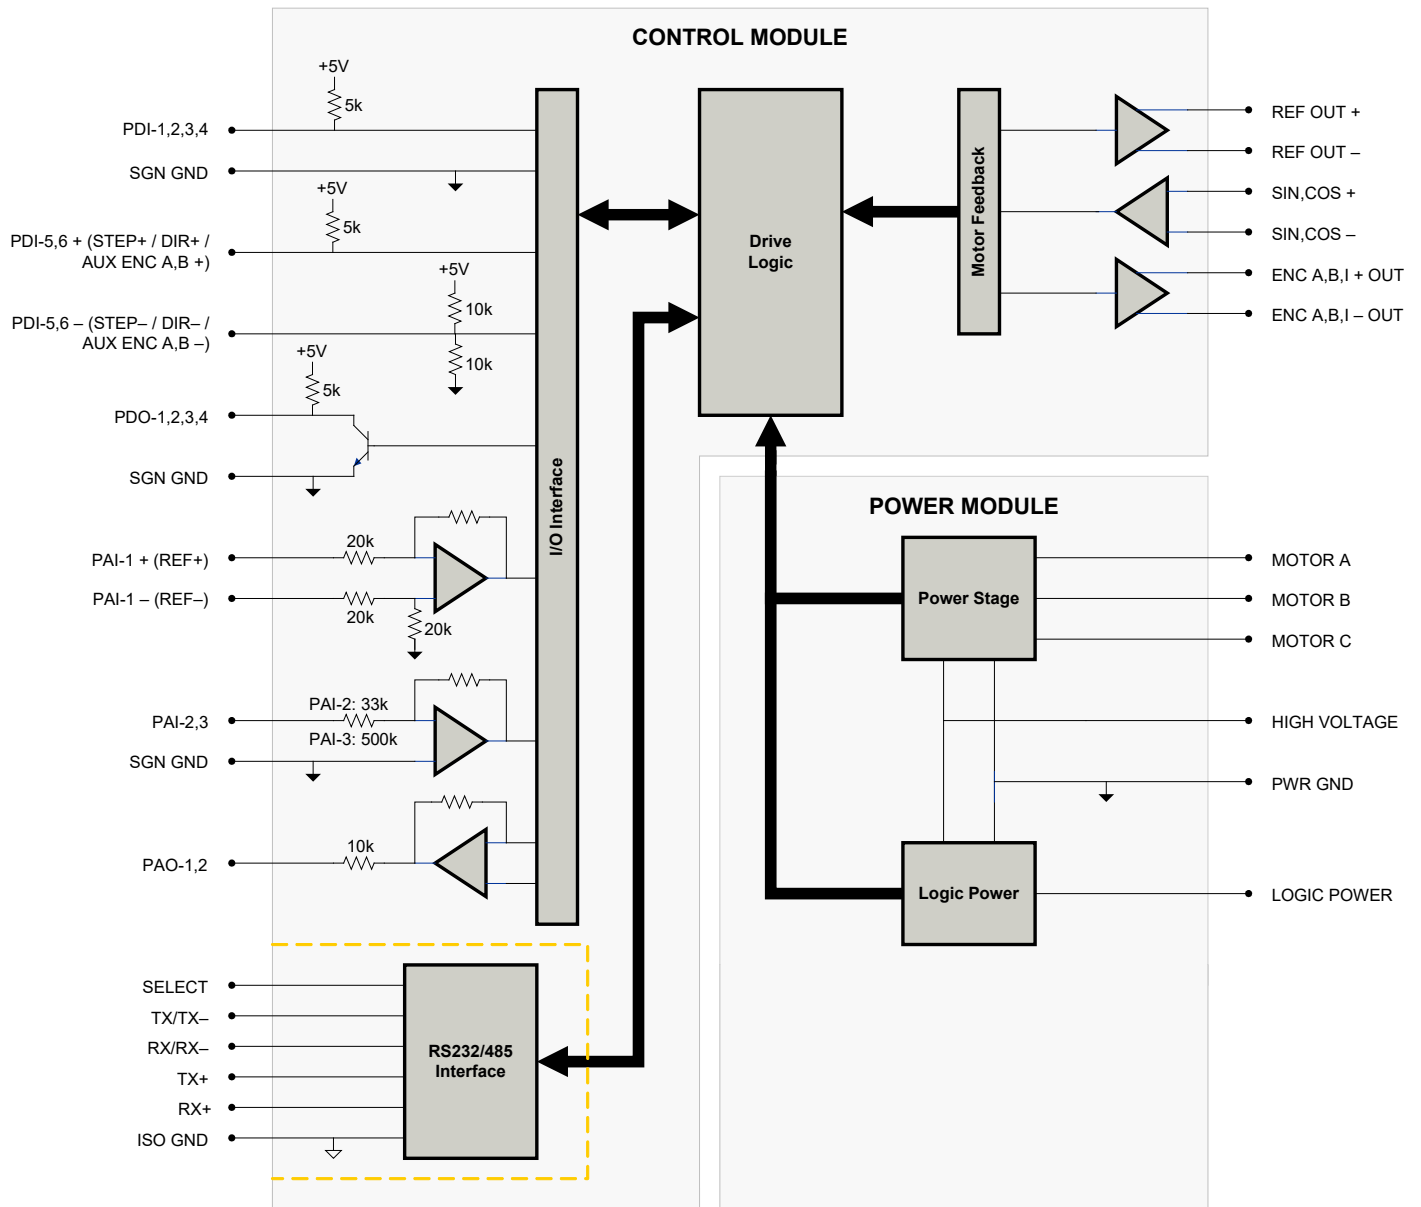 CONTROL MODULE
+5V
5k
PDI-1,2,3,4
SGN GND
+5V
5k
PDI-5,6 + (STEP+ / DIR+ /
AUX ENC A,B +)
+5V
10k
PDI-5,6 – (STEP– / DIR– /
AUX ENC A,B –)
10k
+5V
5k
PDO-1,2,3,4
SGN GND
PAI-1 + (REF+)
20k
PAI-1 – (REF–)
20k
20k
PAI-2,3
PAI-2: 33k
PAI-3: 500k
SGN GND
PAO-1,2
10k
I/O Interface
Drive
Logic
Motor Feedback
REF OUT +
REF OUT –
SIN,COS +
SIN,COS –
ENC A,B,I + OUT
ENC A,B,I – OUT
POWER MODULE
Power Stage
MOTOR A
MOTOR B
MOTOR C
HIGH VOLTAGE
PWR GND
Logic Power
LOGIC POWER
SELECT
TX/TX–
RX/RX–
TX+
RX+
ISO GND
RS232/485
Interface